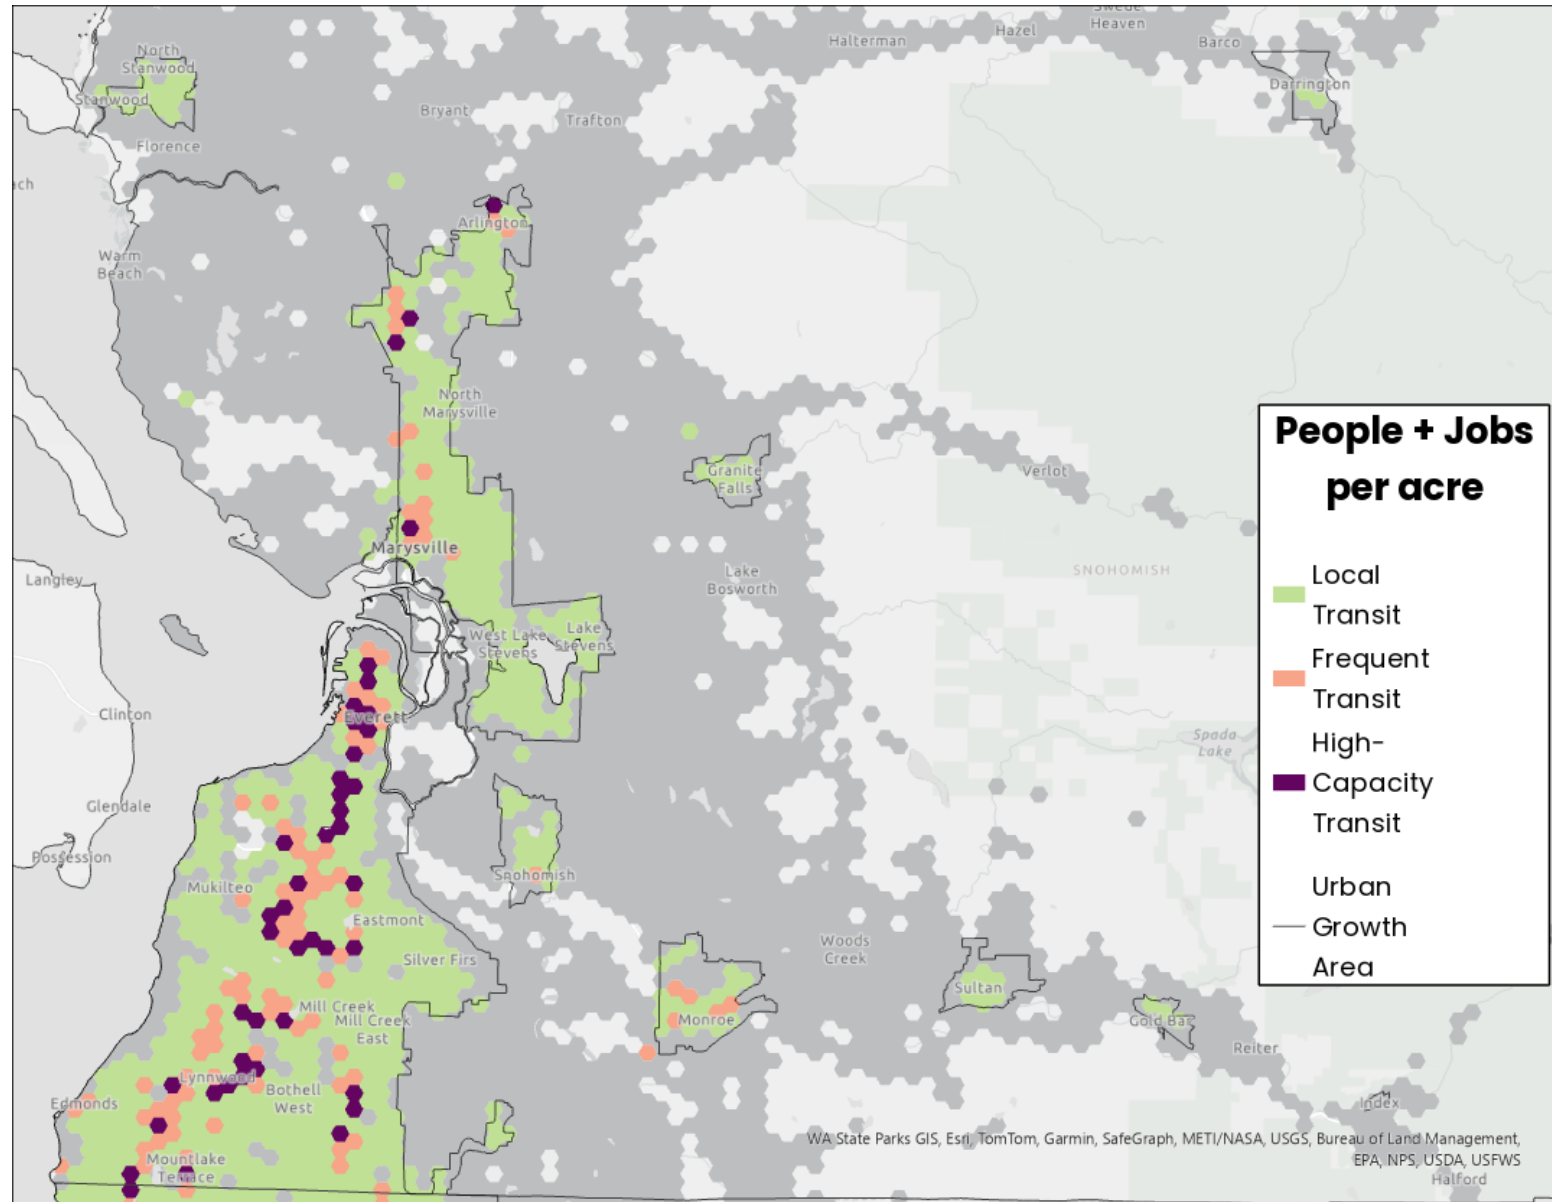 Swede
Heaven
Hazel
Halterman
Barco
North
Stanwood
Stanwood
Darrington
Bryant
Trafton
Florence
ach
Arlington
Warm
Beach
North
Marysville
People + Jobs
per acre
Granite
Falls
Verlot
Marysville
Langley
Lake
Bosworth
SNOHOMISH
Local
Transit
West Lake
Stevens
Lake
Stevens
Frequent
Transit
Clinton
Everett
Spada
Lake
High-
Capacity
Transit
Glendale
Possession
Mukilteo
Snohomish
Urban
Growth
Area
Eastmont
Silver Firs
Woods
Creek
Sultan
Mill Creek
Mill Creek
East
Monroe
Gold Bar
Reiter
Lynnwood
Bothell
West
Edmonds
Index
WA State Parks GIS, Esri, TomTom, Garmin, SafeGraph, METI/NASA, USGS, Bureau of Land Management,
EPA, NPS, USDA, USFWS
Mountlake
Terrace
Halford